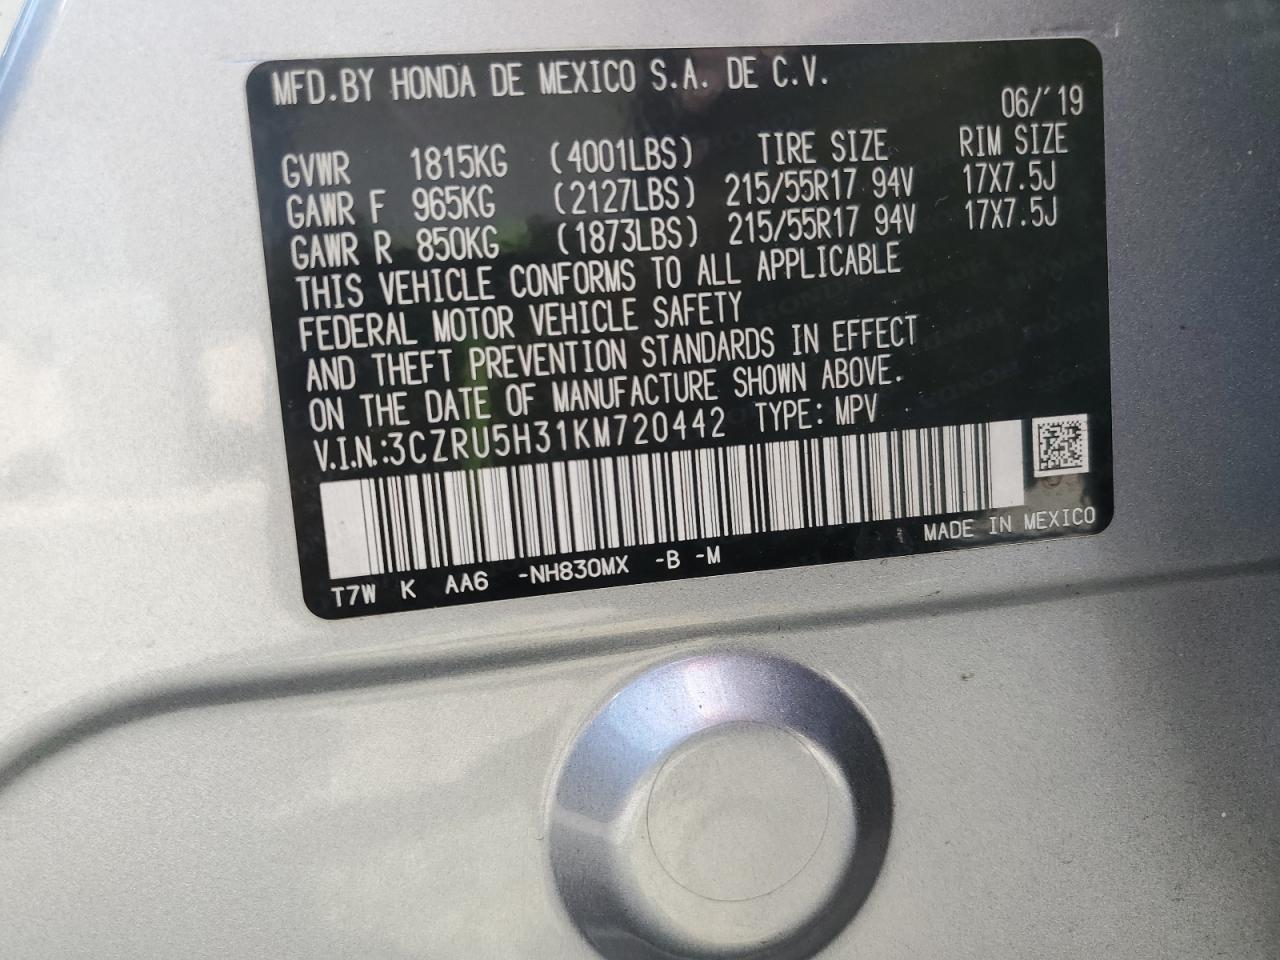 MFD.BY HONDA DE MEXICO S.A. DE C.V.
06/'19
GVWR 1815KG (4001LBS) TIRE SIZE RIM SIZE
GAWR F 965KG (2127LBS) 215/55R17 94V 17X7.5J
GAWR R 850KG (1873LBS) 215/55R17 94V 17X7.5J
THIS VEHICLE CONFORMS TO ALL APPLICABLE
FEDERAL MOTOR VEHICLE SAFETY
AND THEFT PREVENTION STANDARDS IN EFFECT
ON THE DATE OF MANUFACTURE SHOWN ABOVE.
V.I.N.:3CZRU5H31KM720442 TYPE: MPV
MADE IN MEXICO
T7W K AA6 -NH830MX -B -M